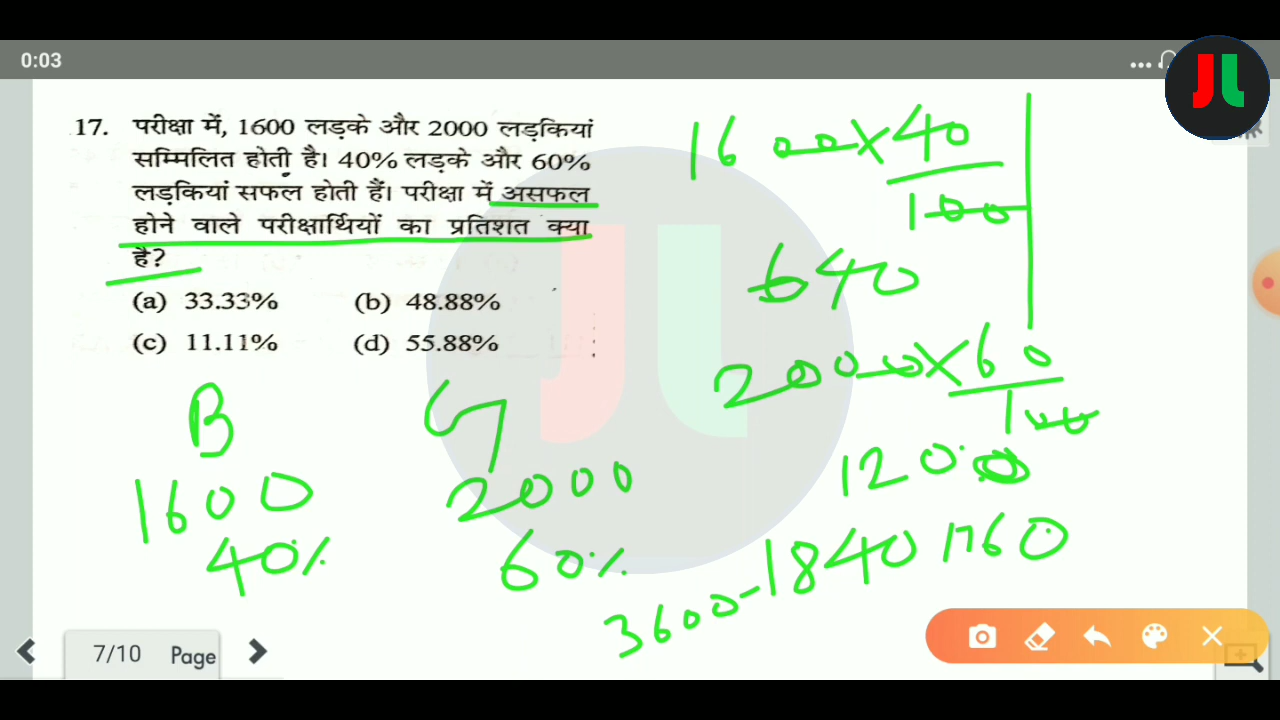 0:03
JL
17. परीक्षा में, 1600 लड़के और 2000 लड़कियां
सम्मिलित होती है। 40% लड़के और 60%
लड़कियां सफल होती हैं। परीक्षा में असफल
होने वाले परीक्षार्थियों का प्रतिशत क्या
है?
(a) 33.33% (b) 48.88%
(c) 11.11% (d) 55.88%
1600×40
100
640
2000×60
100
1200
B G
1600 2000
40% 60%
3600-1840 1760
7/10 Page